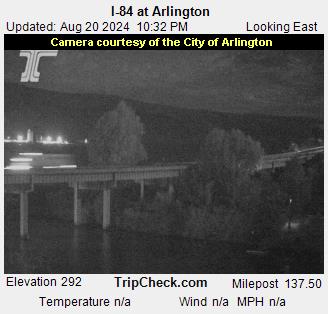 I-84 at Arlington
Updated: Aug 20 2024 10:32 PM Looking East
Camera courtesy of the City of Arlington
Elevation 292 TripCheck.com Milepost 137.50
Temperature n/a Wind n/a MPH n/a